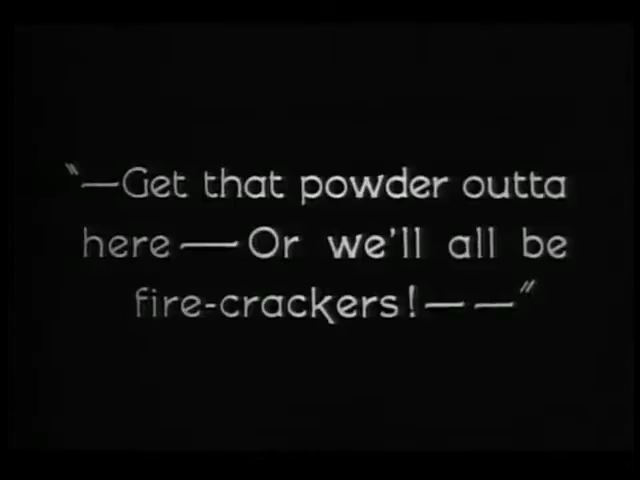 "—Get that powder outta
here — Or we'll all be
fire-crackers!— —"